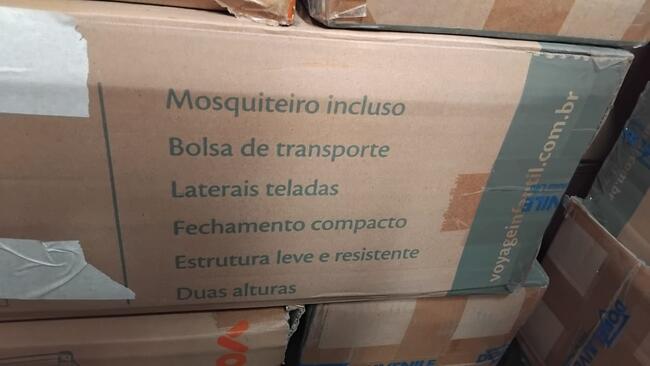 Mosquiteiro incluso
Bolsa de transporte
Laterais teladas
Fechamento compacto
Estrutura leve e resistente
Duas alturas
voyageinfantil.com.br